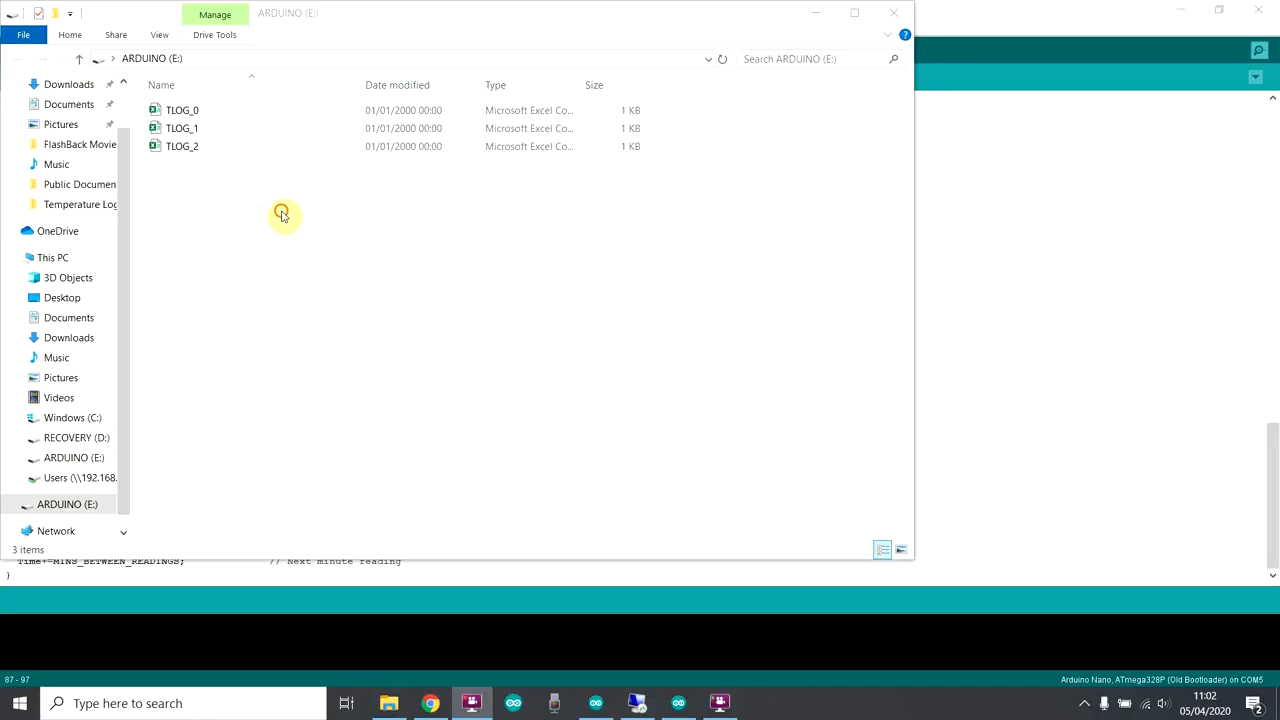 Manage ARDUINO (E:)
File Home Share View Drive Tools
ARDUINO (E:) Search ARDUINO (E:)
Name Date modified Type Size
TLOG_0 01/01/2000 00:00 Microsoft Excel Co... 1 KB
TLOG_1 01/01/2000 00:00 Microsoft Excel Co... 1 KB
TLOG_2 01/01/2000 00:00 Microsoft Excel Co... 1 KB
Downloads
Documents
Pictures
FlashBack Movie
Music
Public Documen
Temperature Log
OneDrive
This PC
3D Objects
Desktop
Documents
Downloads
Music
Pictures
Videos
Windows (C:)
RECOVERY (D:)
ARDUINO (E:)
Users (\\192.168.
ARDUINO (E:)
Network
3 items
Time+=MINS_BETWEEN_READINGS; // Next minute reading
}
87 - 97 Arduino Nano, ATmega328P (Old Bootloader) on COM5
Type here to search 11:02
05/04/2020 2